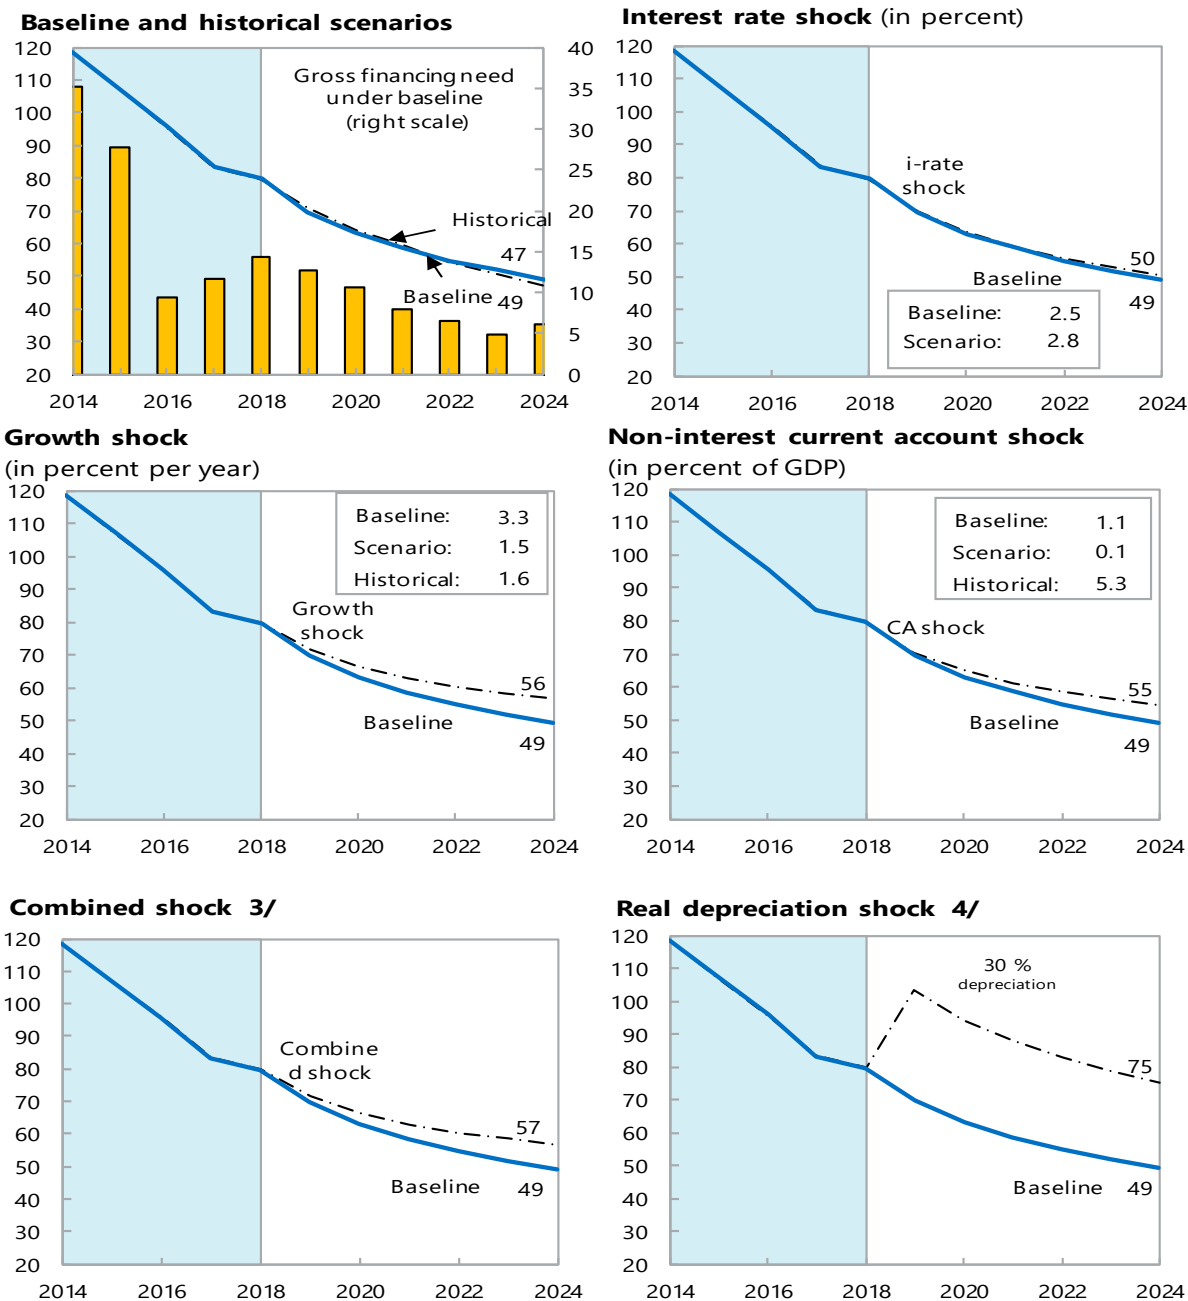 Baseline and historical scenarios
120
110
100
90
80
70
60
50
40
30
20
40
35
30
25
20
15
10
5
0
Gross financing need
under baseline
(right scale)
Historical
47
Baseline
49
2014 2016 2018 2020 2022 2024
Interest rate shock (in percent)
120
110
100
90
80
70
60
50
40
30
20
i-rate
shock
50
Baseline
49
Baseline: 2.5
Scenario: 2.8
2014 2016 2018 2020 2022 2024
Growth shock
(in percent per year)
120
110
100
90
80
70
60
50
40
30
20
Baseline: 3.3
Scenario: 1.5
Historical: 1.6
Growth
shock
56
Baseline
49
2014 2016 2018 2020 2022 2024
Non-interest current account shock
(in percent of GDP)
120
110
100
90
80
70
60
50
40
30
20
Baseline: 1.1
Scenario: 0.1
Historical: 5.3
CA shock
55
Baseline
49
2014 2016 2018 2020 2022 2024
Combined shock 3/
120
110
100
90
80
70
60
50
40
30
20
Combine
d shock
57
Baseline 49
2014 2016 2018 2020 2022 2024
Real depreciation shock 4/
120
110
100
90
80
70
60
50
40
30
20
30 %
depreciation
75
Baseline 49
2014 2016 2018 2020 2022 2024